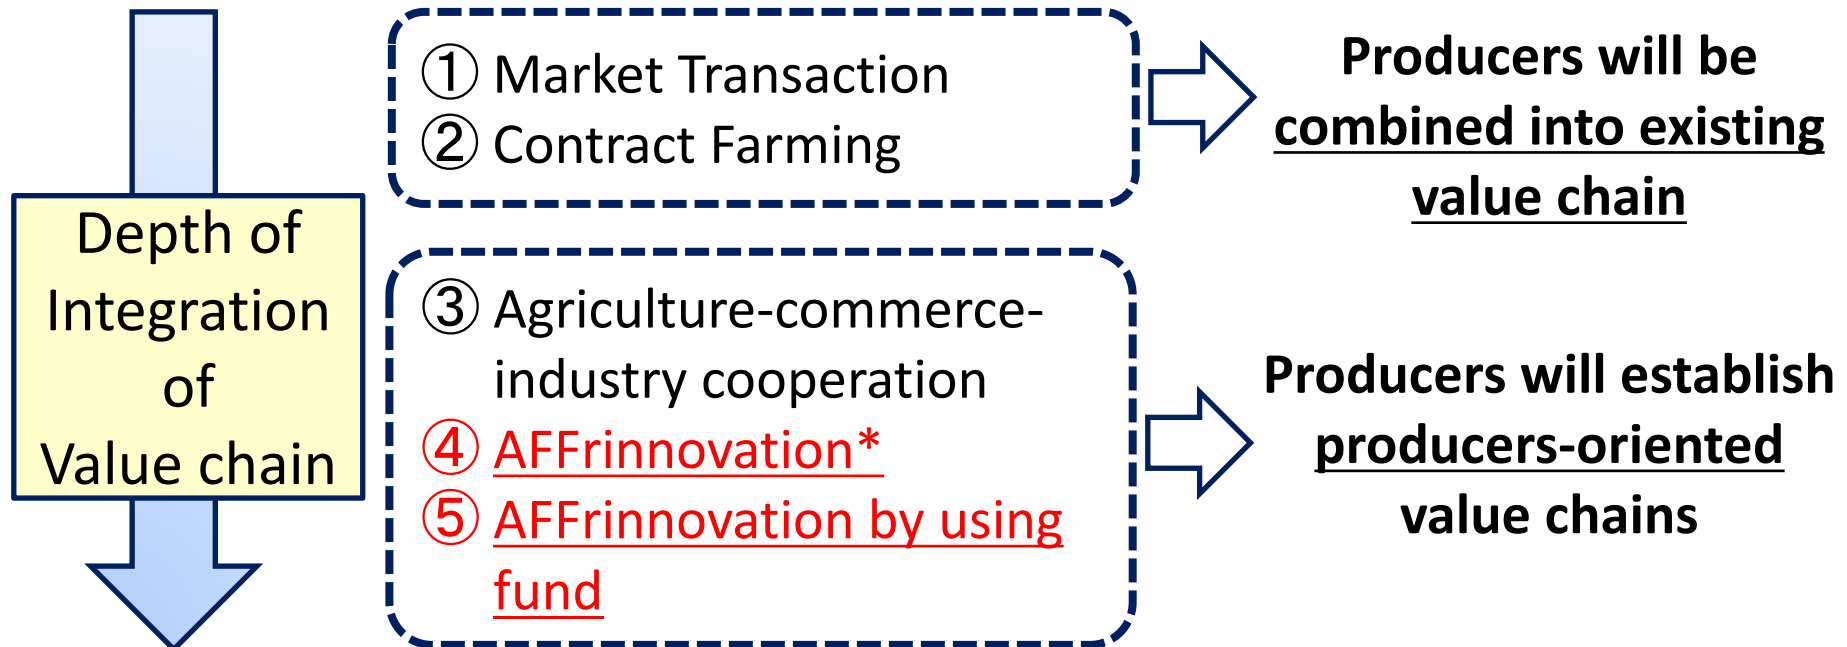 ① Market Transaction
② Contract Farming
Producers will be
combined into existing
value chain
Depth of
Integration
of
Value chain
③ Agriculture-commerce-
industry cooperation
④ AFFrinnovation*
⑤ AFFrinnovation by using
fund
Producers will establish
producers-oriented
value chains